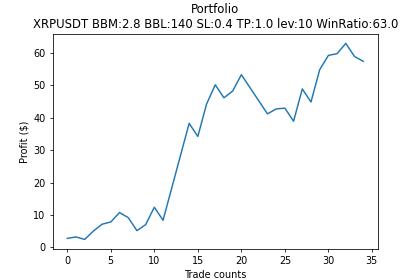 Portfolio
XRPUSDT BBM:2.8 BBL:140 SL:0.4 TP:1.0 lev:10 WinRatio:63.0
Profit ($)
60
50
40
30
20
10
0
0 5 10 15 20 25 30 35
Trade counts